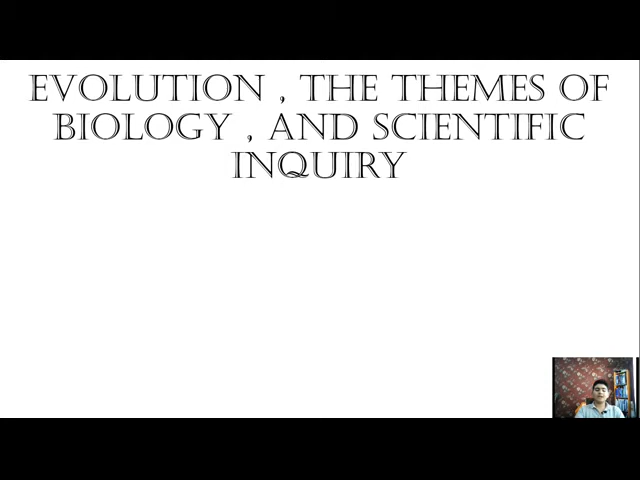 EVOLUTION , THE THEMES OF
BIOLOGY , AND SCIENTIFIC
INQUIRY